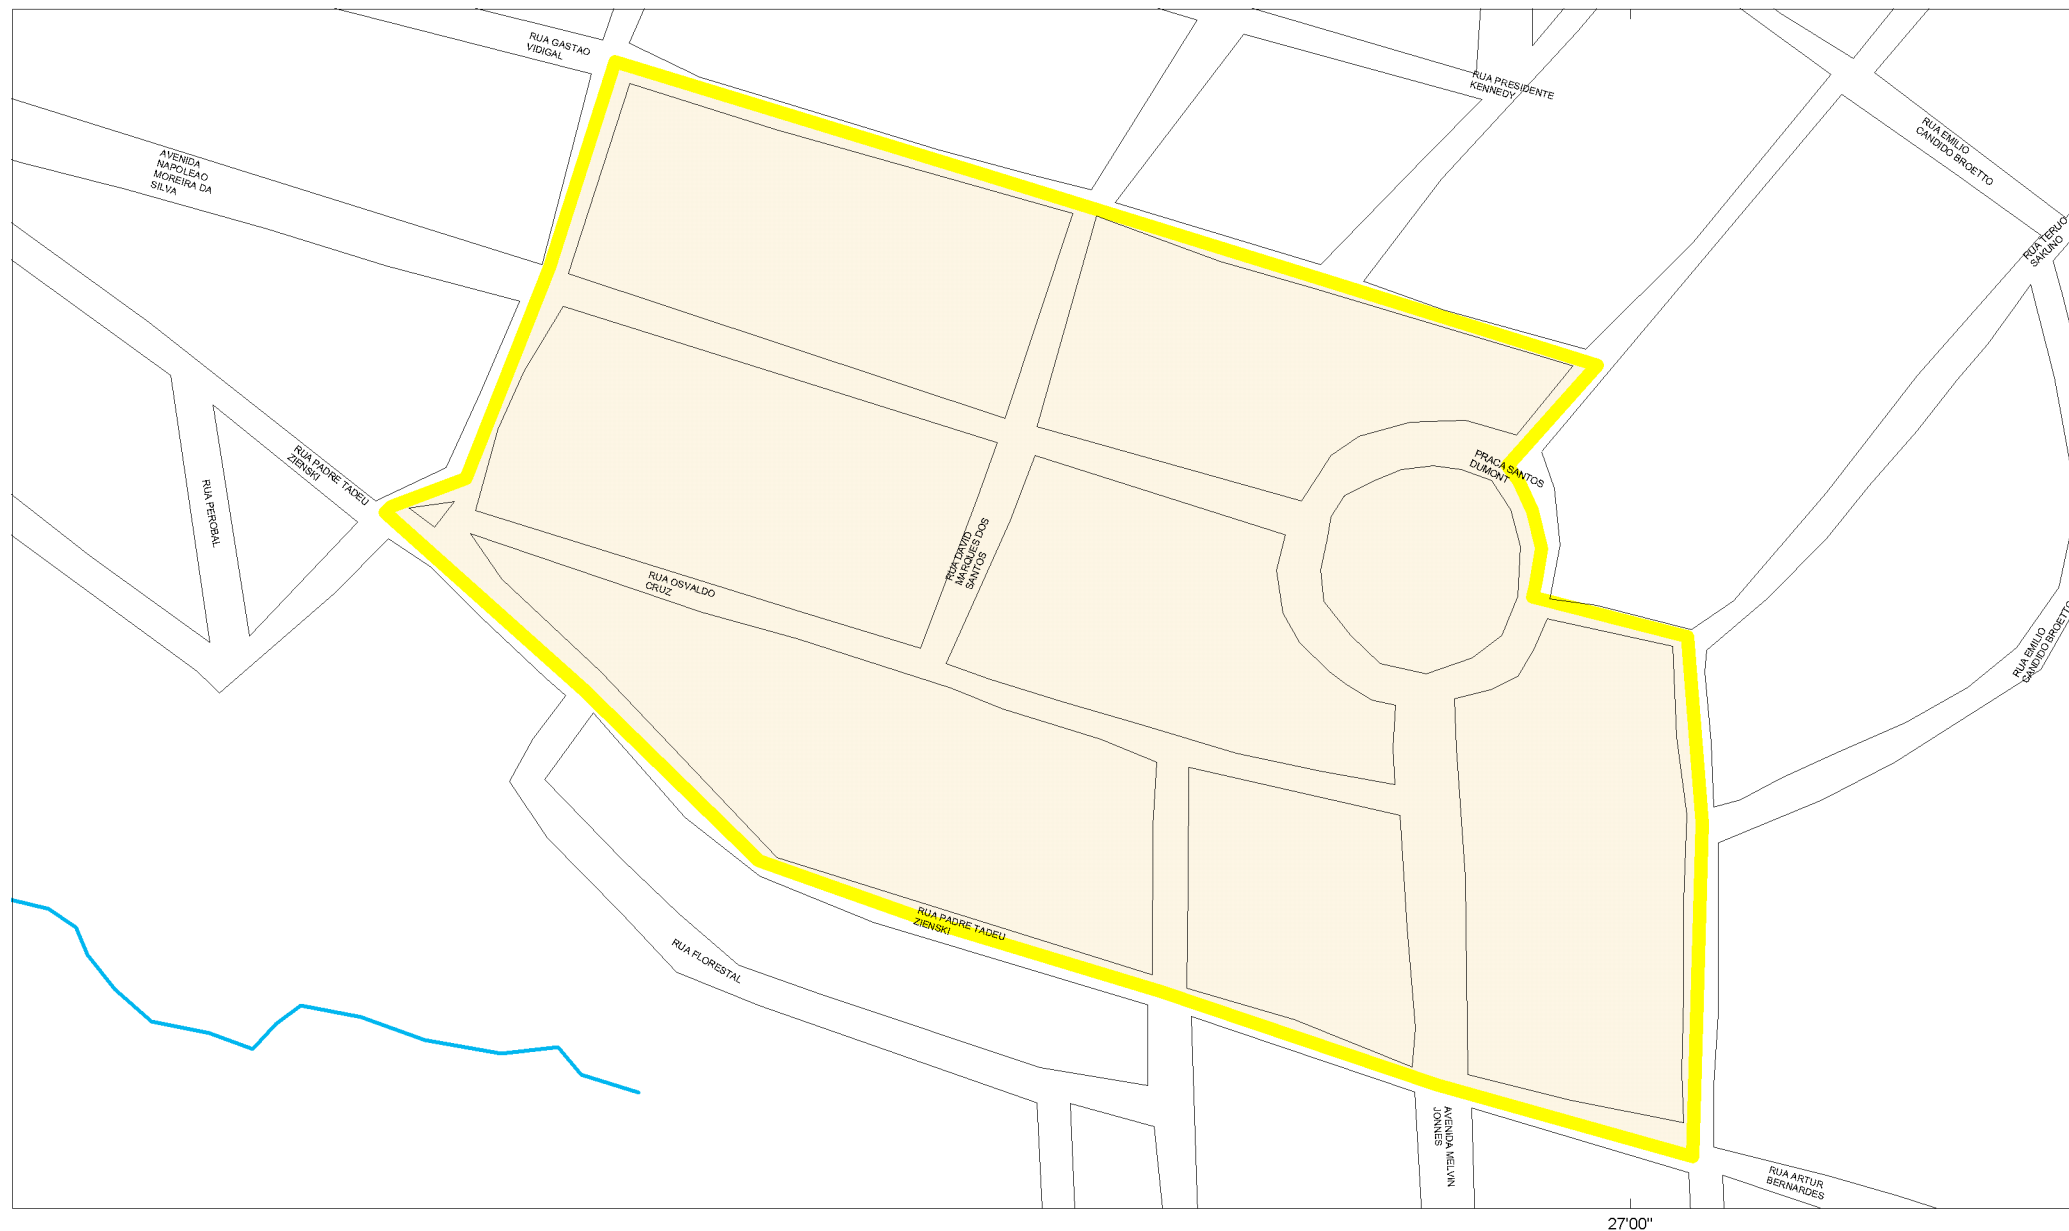 RUA GASTAO
VIDIGAL
RUA PRESIDENTE
KENNEDY
RUA EMILIO
CANDIDO BROETTO
AVENIDA
NAPOLEAO
MOREIRA DA
SILVA
RUA TERUO
SAKUNO
RUA PADRE TADEU
ZIENSKI
PRACA SANTOS
DUMONT
RUA PEROBAL
RUA DAVID
MARQUES DOS
SANTOS
RUA OSVALDO
CRUZ
RUA EMILIO
CANDIDO BROETTO
RUA PADRE TADEU
ZIENSKI
RUA FLORESTAL
AVENIDA MELVIN
JONNES
RUA ARTUR
BERNARDES
27'00"